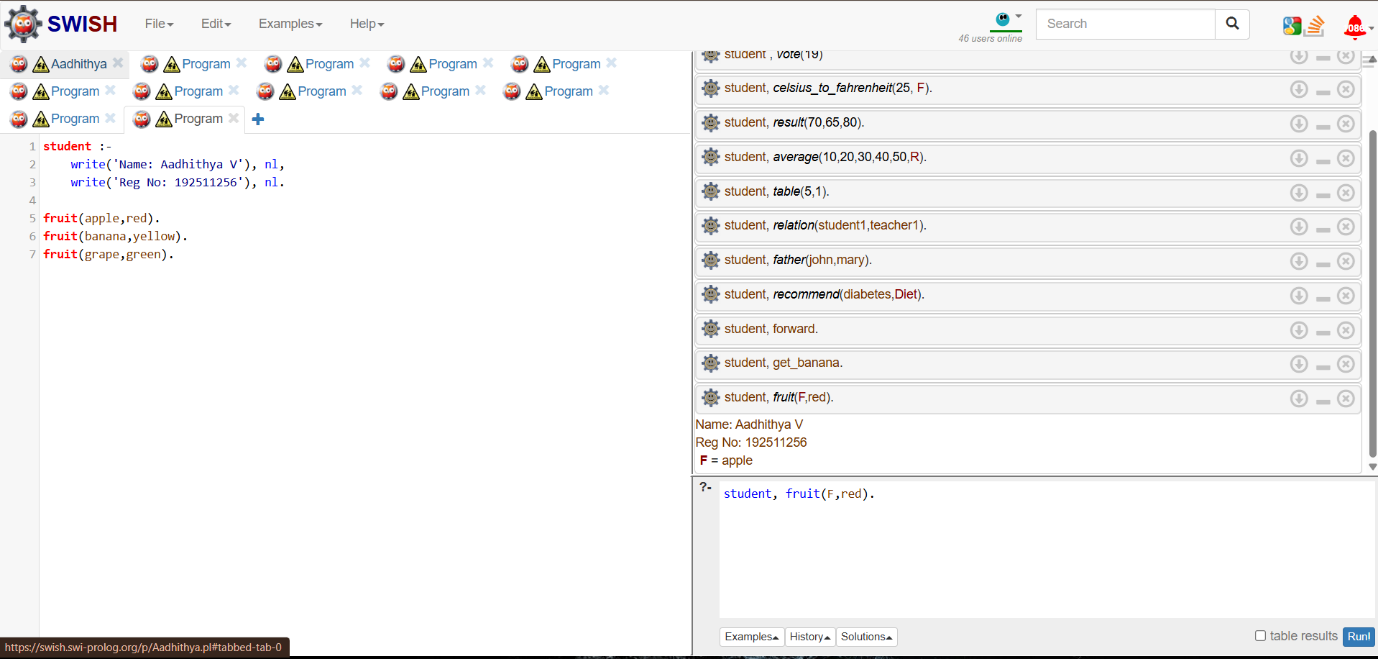 SWISH File Edit Examples Help 46 users online Search
Aadhithya Program Program Program Program
Program Program Program Program Program
Program Program
1 student :-
2 write('Name: Aadhithya V'), nl,
3 write('Reg No: 192511256'), nl.
4
5 fruit(apple,red).
6 fruit(banana,yellow).
7 fruit(grape,green).
student , vote(19)
student, celsius_to_fahrenheit(25, F).
student, result(70,65,80).
student, average(10,20,30,40,50,R).
student, table(5,1).
student, relation(student1,teacher1).
student, father(john,mary).
student, recommend(diabetes,Diet).
student, forward.
student, get_banana.
student, fruit(F,red).
Name: Aadhithya V
Reg No: 192511256
F = apple
?- student, fruit(F,red).
Examples History Solutions table results Run!
https://swish.swi-prolog.org/p/Aadhithya.pl#tabbed-tab-0